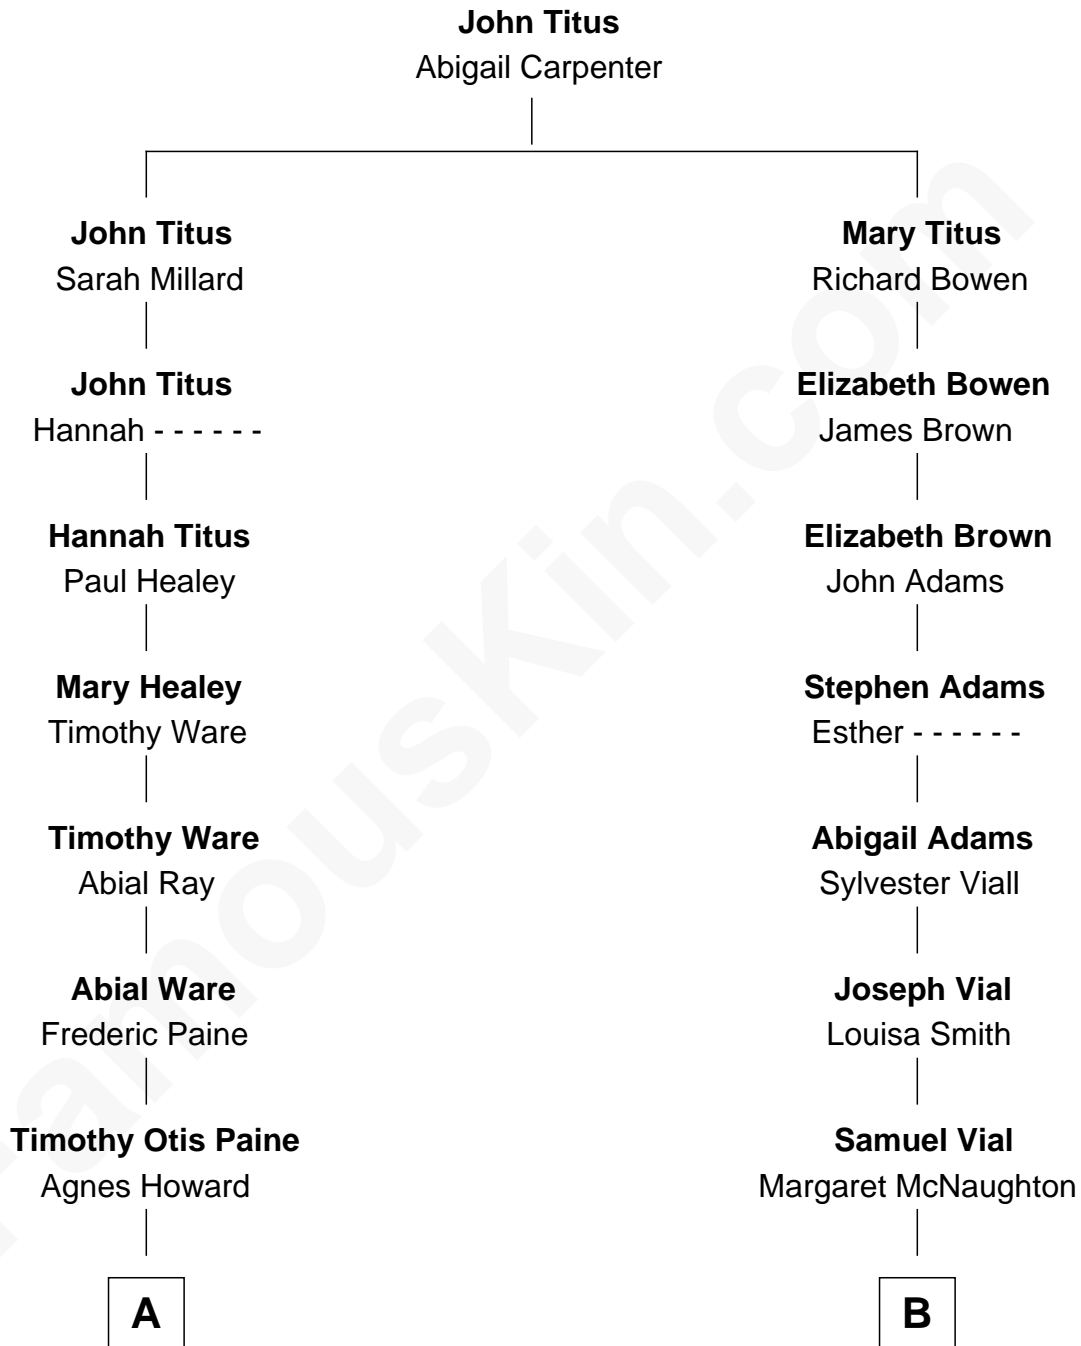 John Titus
Abigail Carpenter
John Titus
Sarah Millard
Mary Titus
Richard Bowen
John Titus
Hannah - - - - - -
Elizabeth Bowen
James Brown
Hannah Titus
Paul Healey
Elizabeth Brown
John Adams
Mary Healey
Timothy Ware
Stephen Adams
Esther - - - - - -
Timothy Ware
Abial Ray
Abigail Adams
Sylvester Viall
Abial Ware
Frederic Paine
Joseph Vial
Louisa Smith
Timothy Otis Paine
Agnes Howard
Samuel Vial
Margaret McNaughton
A
B
FamousKin.com